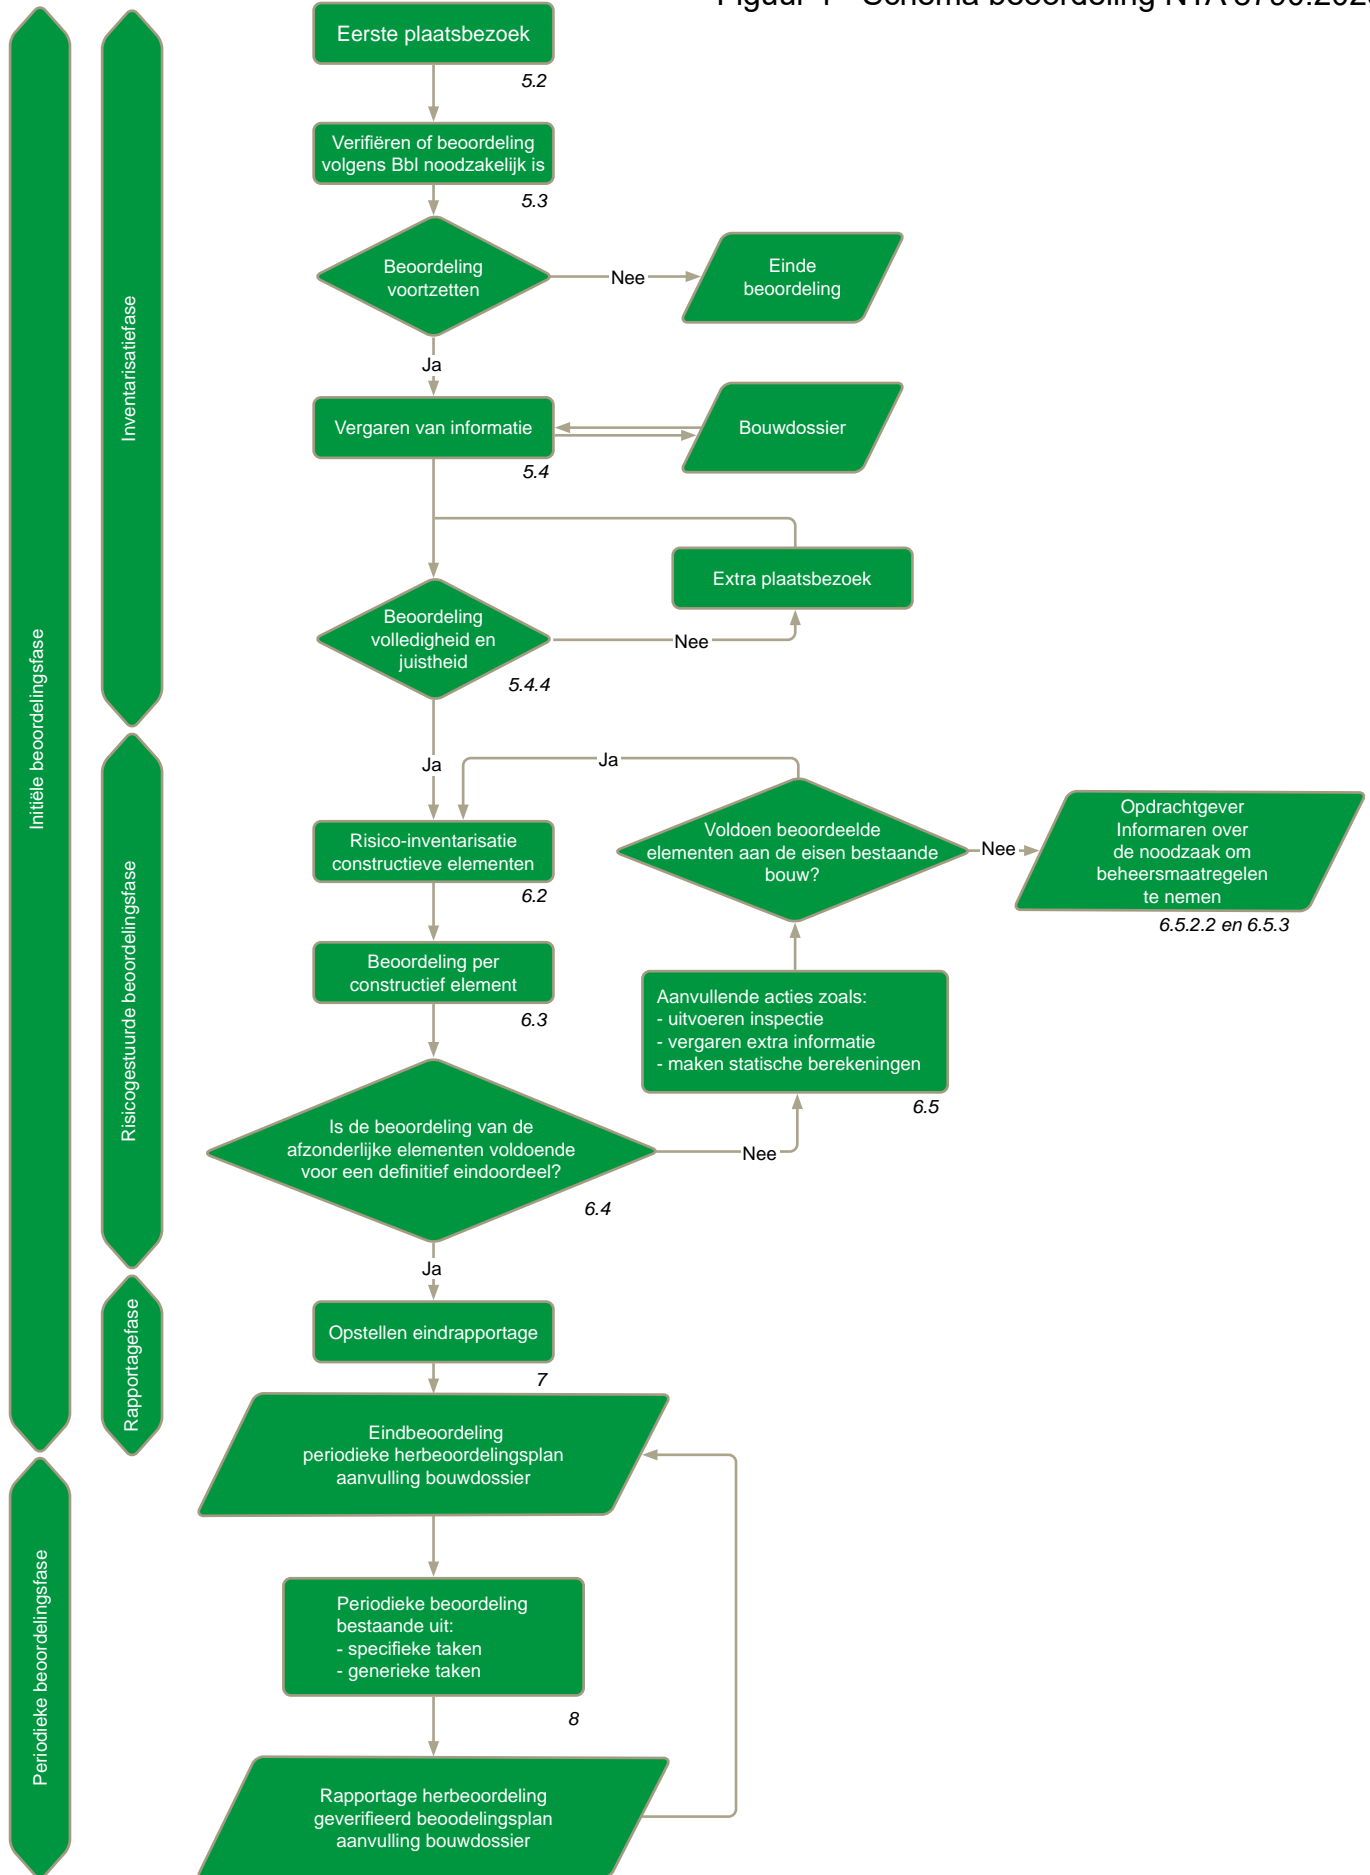 Figuur 1 - Schema beoordeling NTA 8790:202
Eerste plaatsbezoek
5.2
Verifiëren of beoordeling
volgens Bbl noodzakelijk is
5.3
Beoordeling
voortzetten
Nee
Einde
beoordeling
Ja
Vergaren van informatie
Bouwdossier
5.4
Extra plaatsbezoek
Beoordeling
volledigheid en
juistheid
Nee
5.4.4
Inventarisatiefase
Initiële beoordelingsfase
Ja
Ja
Risico-inventarisatie
constructieve elementen
6.2
Voldoen beoordeelde
elementen aan de eisen bestaande
bouw?
Nee
Opdrachtgever
Informaren over
de noodzaak om
beheersmaatregelen
te nemen
6.5.2.2 en 6.5.3
Beoordeling per
constructief element
6.3
Aanvullende acties zoals:
- uitvoeren inspectie
- vergaren extra informatie
- maken statische berekeningen
6.5
Risicogestuurde beoordelingsfase
Is de beoordeling van de
afzonderlijke elementen voldoende
voor een definitief eindoordeel?
Nee
6.4
Ja
Opstellen eindrapportage
7
Rapportagefase
Eindbeoordeling
periodieke herbeoordelingsplan
aanvulling bouwdossier
Periodieke beoordeling
bestaande uit:
- specifieke taken
- generieke taken
8
Periodieke beoordelingsfase
Rapportage herbeoordeling
geverifieerd beoodelingsplan
aanvulling bouwdossier